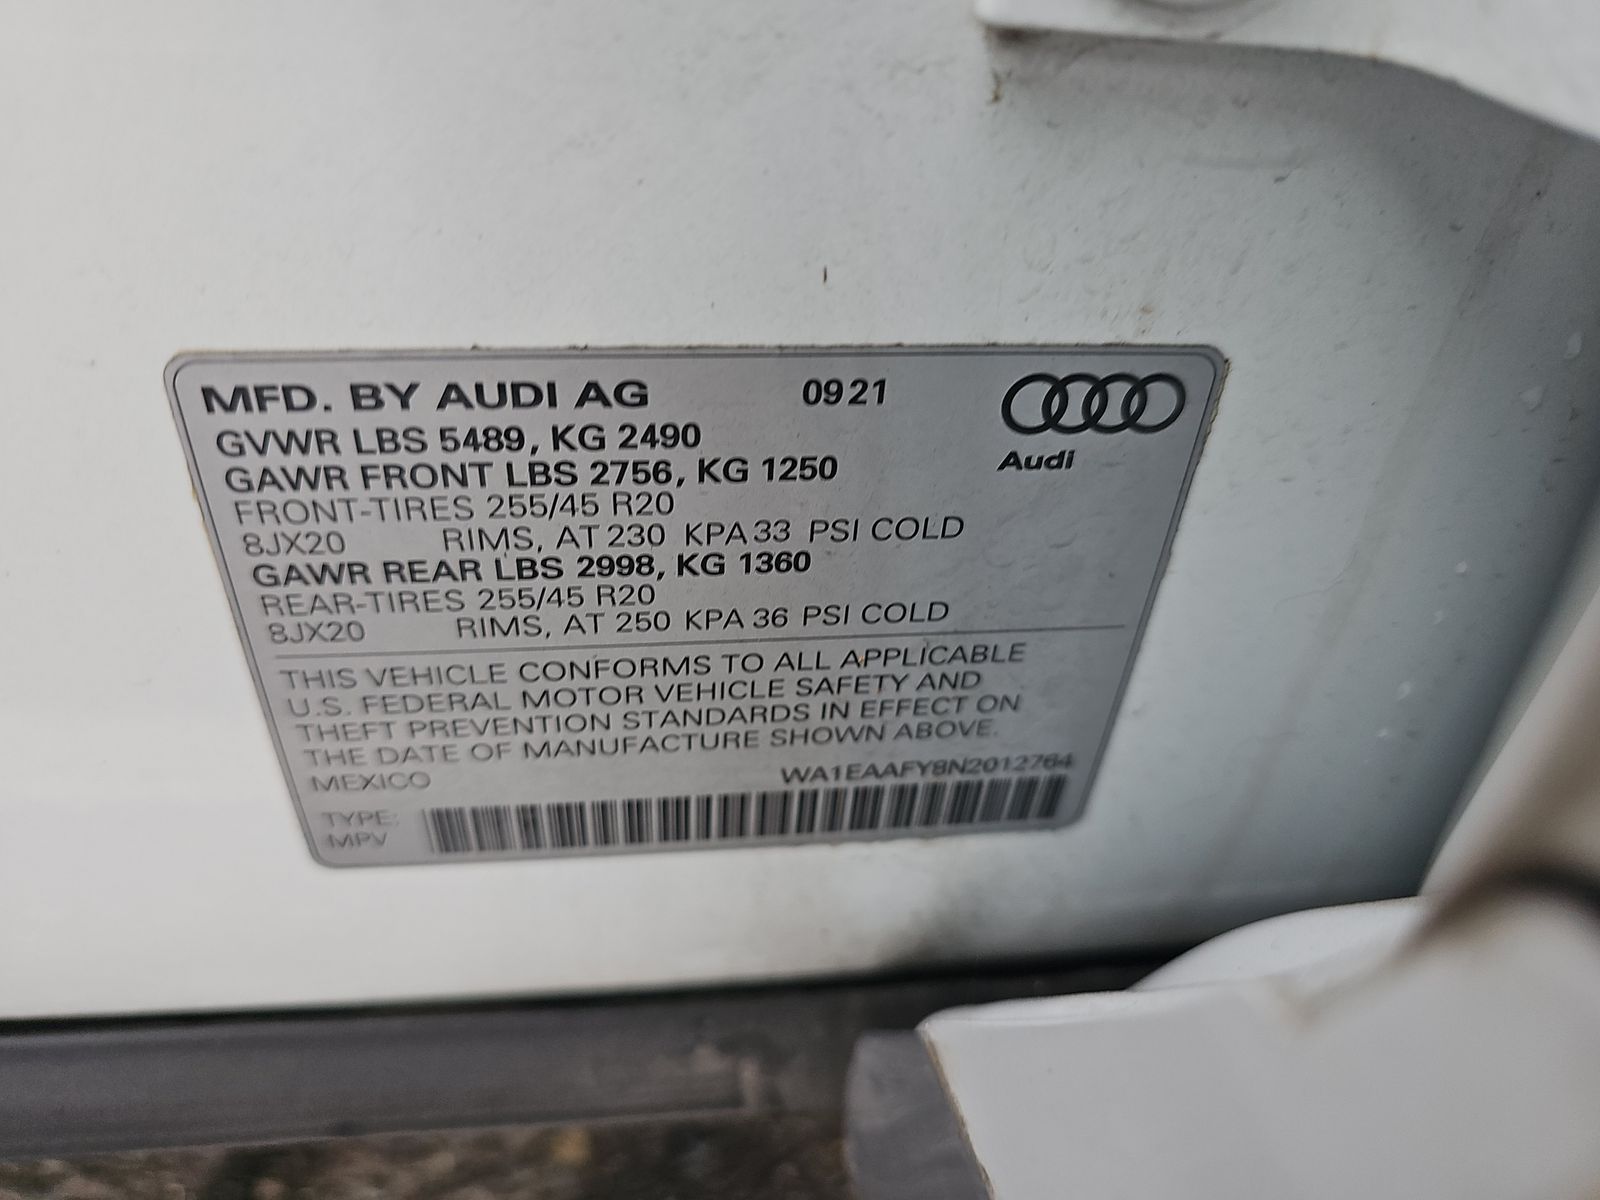 MFD. BY AUDI AG 0921
GVWR LBS 5489, KG 2490
GAWR FRONT LBS 2756, KG 1250
Audi
FRONT-TIRES 255/45 R20
8JX20 RIMS, AT 230 KPA 33 PSI COLD
GAWR REAR LBS 2998, KG 1360
REAR-TIRES 255/45 R20
8JX20 RIMS, AT 250 KPA 36 PSI COLD
THIS VEHICLE CONFORMS TO ALL APPLICABLE
U.S. FEDERAL MOTOR VEHICLE SAFETY AND
THEFT PREVENTION STANDARDS IN EFFECT ON
THE DATE OF MANUFACTURE SHOWN ABOVE.
MEXICO WA1EAAFY8N2012764
TYPE:
MPV